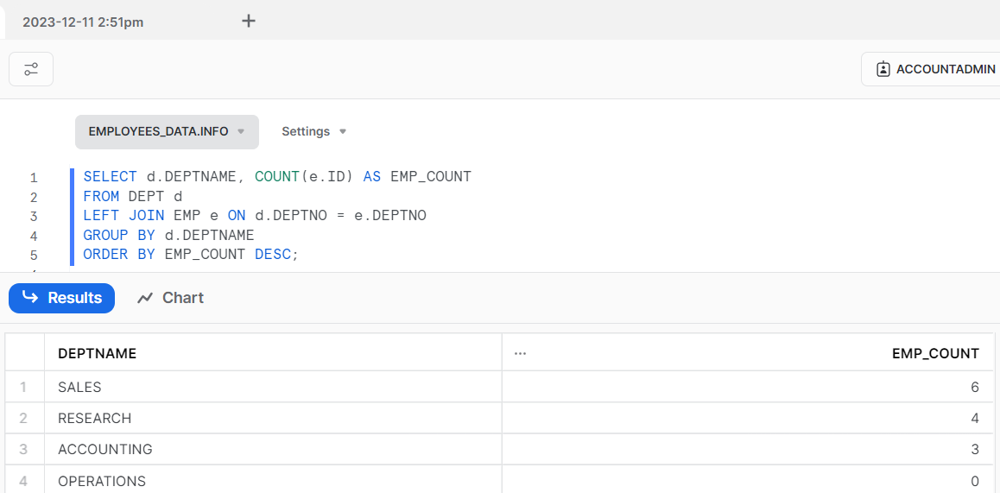 2023-12-11 2:51pm +
ACCOUNTADMIN
EMPLOYEES_DATA.INFO Settings
1 SELECT d.DEPTNAME, COUNT(e.ID) AS EMP_COUNT
2 FROM DEPT d
3 LEFT JOIN EMP e ON d.DEPTNO = e.DEPTNO
4 GROUP BY d.DEPTNAME
5 ORDER BY EMP_COUNT DESC;
Results Chart
DEPTNAME ... EMP_COUNT
1 SALES 6
2 RESEARCH 4
3 ACCOUNTING 3
4 OPERATIONS 0